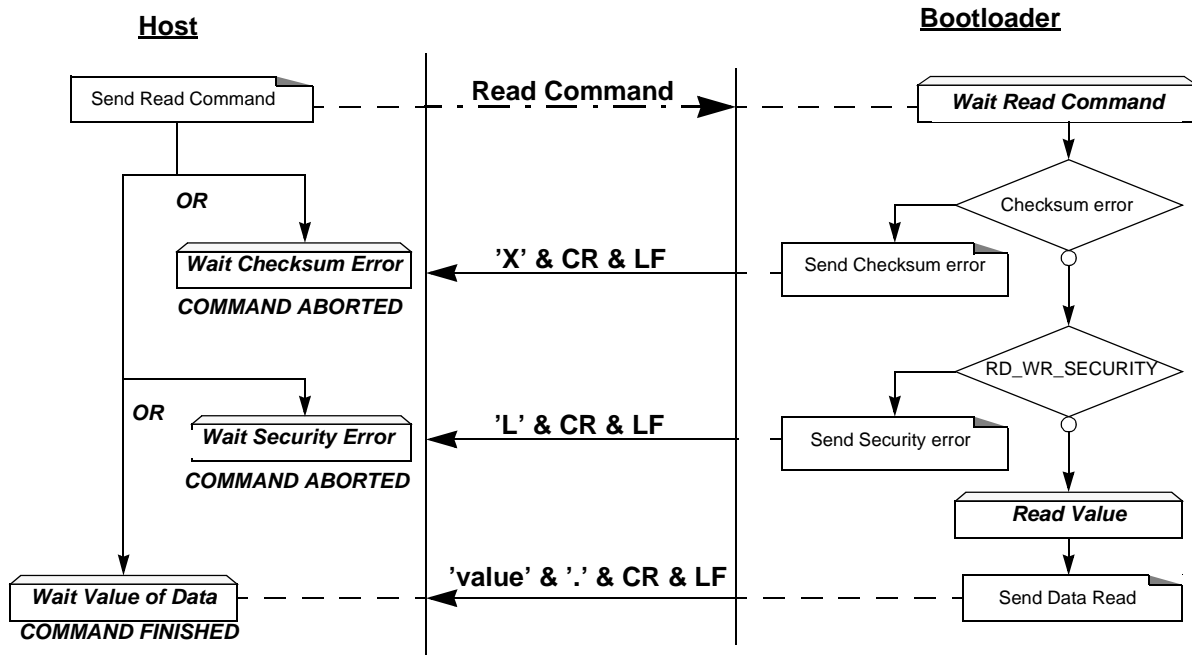 Host
Bootloader
Send Read Command
Read Command
Wait Read Command
OR
Checksum error
Wait Checksum Error
’X’ & CR & LF
Send Checksum error
COMMAND ABORTED
RD_WR_SECURITY
OR
Wait Security Error
’L’ & CR & LF
Send Security error
COMMAND ABORTED
Read Value
’value’ & ’.’ & CR & LF
Wait Value of Data
Send Data Read
COMMAND FINISHED